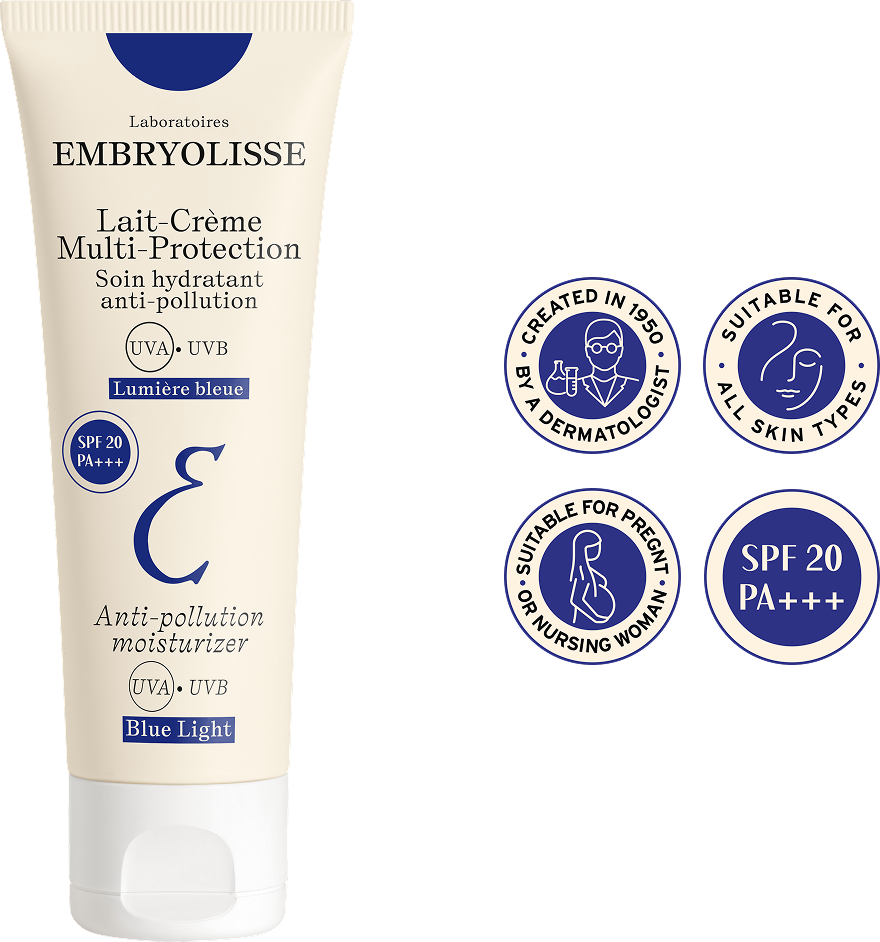 Laboratoires
EMBRYOLISSE
Lait-Crème
Multi-Protection
Soin hydratant
anti-pollution
UVA • UVB
Lumière bleue
SPF 20
PA+++
Ɛ
Anti-pollution
moisturizer
UVA • UVB
Blue Light
• CREATED IN 1950 •
BY A DERMATOLOGIST
• SUITABLE FOR •
ALL SKIN TYPES
• SUITABLE FOR PREGNT •
OR NURSING WOMAN
SPF 20
PA+++